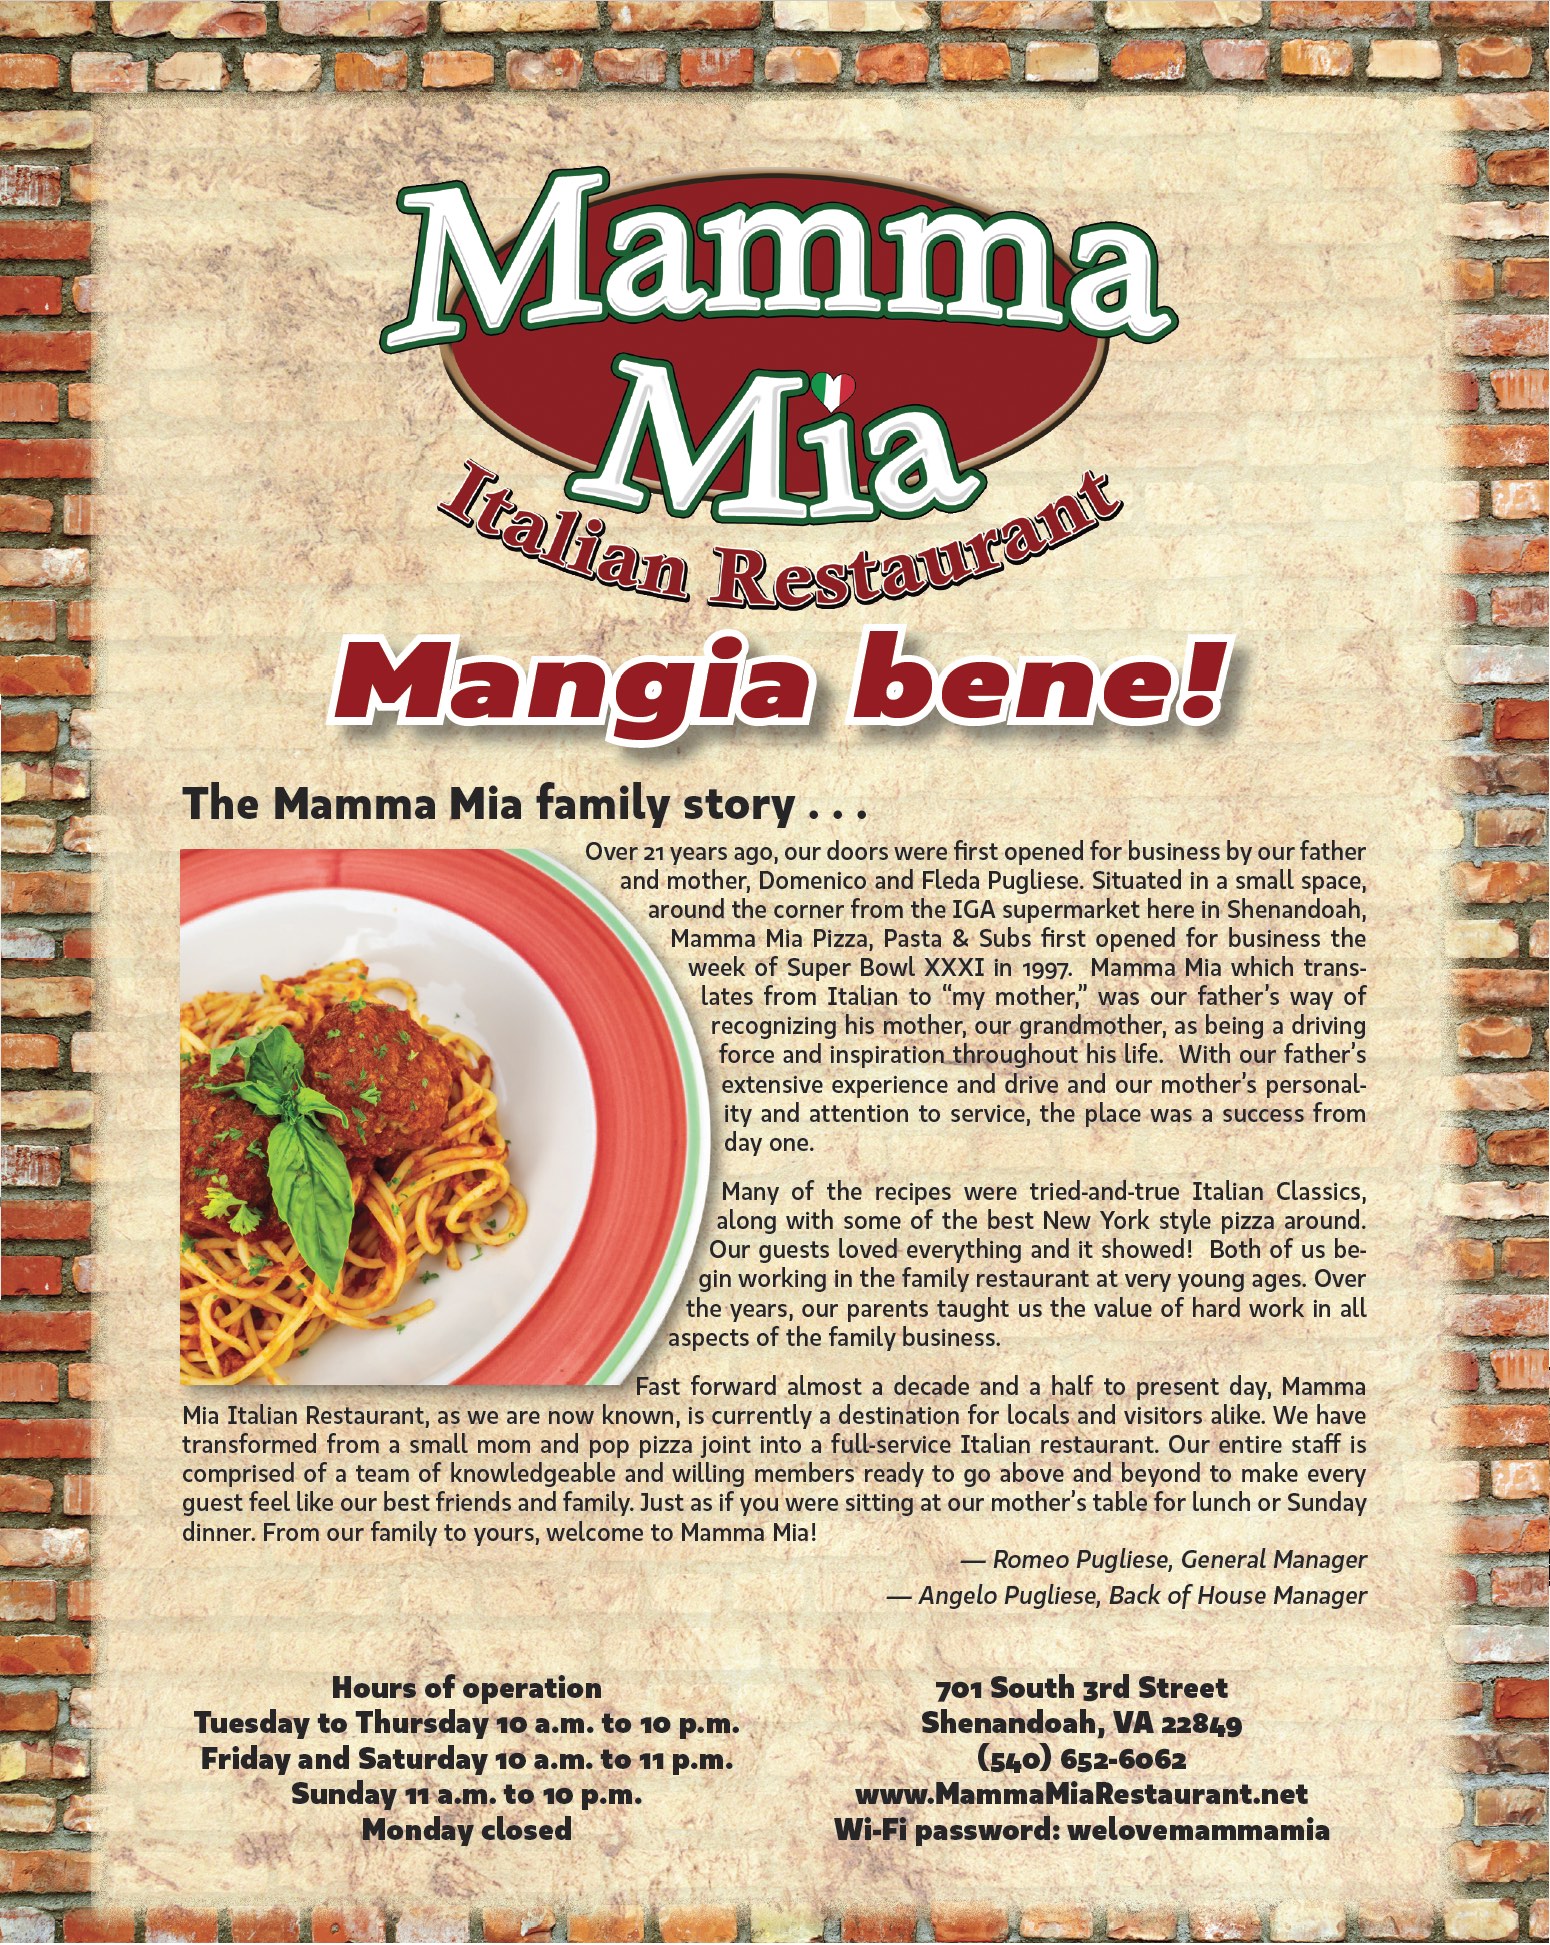 Mamma
Mia
Italian Restaurant
Mangia bene!
The Mamma Mia family story . . .
Over 21 years ago, our doors were first opened for business by our father
and mother, Domenico and Fleda Pugliese. Situated in a small space,
around the corner from the IGA supermarket here in Shenandoah,
Mamma Mia Pizza, Pasta & Subs first opened for business the
week of Super Bowl XXXI in 1997. Mamma Mia which trans-
lates from Italian to “my mother,” was our father’s way of
recognizing his mother, our grandmother, as being a driving
force and inspiration throughout his life. With our father’s
extensive experience and drive and our mother’s personal-
ity and attention to service, the place was a success from
day one.
Many of the recipes were tried-and-true Italian Classics,
along with some of the best New York style pizza around.
Our guests loved everything and it showed! Both of us be-
gin working in the family restaurant at very young ages. Over
the years, our parents taught us the value of hard work in all
aspects of the family business.
Fast forward almost a decade and a half to present day, Mamma
Mia Italian Restaurant, as we are now known, is currently a destination for locals and visitors alike. We have
transformed from a small mom and pop pizza joint into a full-service Italian restaurant. Our entire staff is
comprised of a team of knowledgeable and willing members ready to go above and beyond to make every
guest feel like our best friends and family. Just as if you were sitting at our mother’s table for lunch or Sunday
dinner. From our family to yours, welcome to Mamma Mia!
— Romeo Pugliese, General Manager
— Angelo Pugliese, Back of House Manager
Hours of operation
Tuesday to Thursday 10 a.m. to 10 p.m.
Friday and Saturday 10 a.m. to 11 p.m.
Sunday 11 a.m. to 10 p.m.
Monday closed
701 South 3rd Street
Shenandoah, VA 22849
(540) 652-6062
www.MammaMiaRestaurant.net
Wi-Fi password: welovemammamia